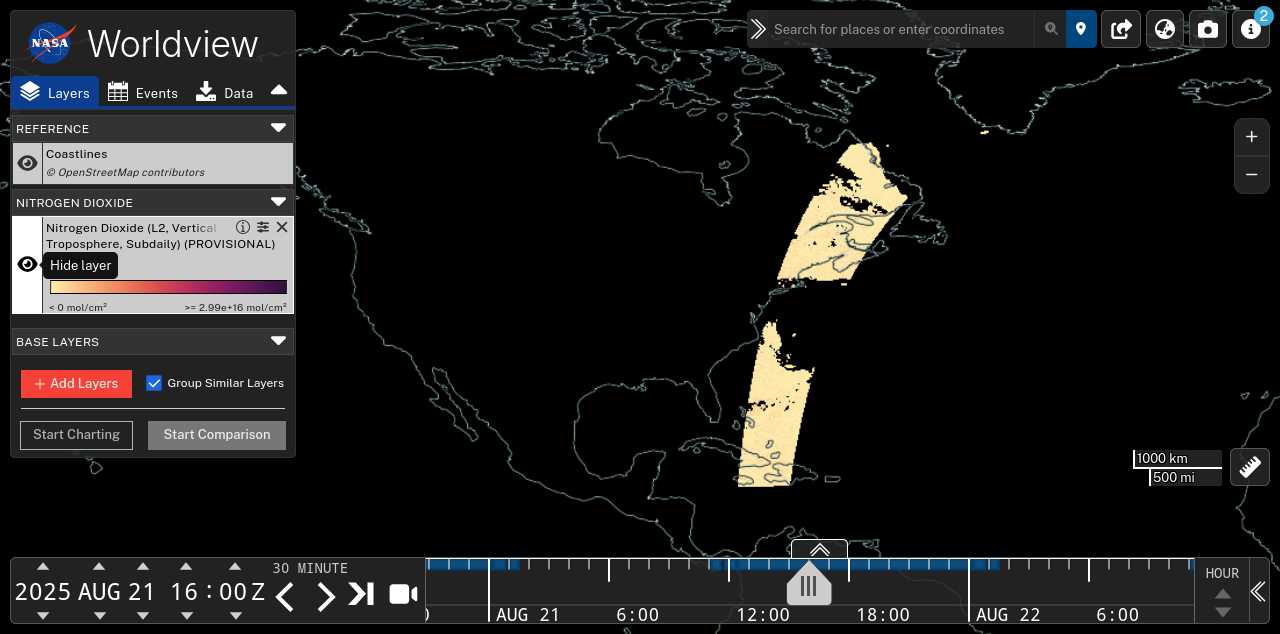 NASA Worldview
Search for places or enter coordinates
2
Layers Events Data
REFERENCE
Coastlines
© OpenStreetMap contributors
NITROGEN DIOXIDE
Nitrogen Dioxide (L2, Vertical
Troposphere, Subdaily) (PROVISIONAL)
Hide layer
< 0 mol/cm² >= 2.99e+16 mol/cm²
BASE LAYERS
+ Add Layers Group Similar Layers
Start Charting Start Comparison
+
−
1000 km
500 mi
2025 AUG 21 16 : 00 Z
30 MINUTE
AUG 21 6:00 12:00 18:00 AUG 22 6:00
HOUR